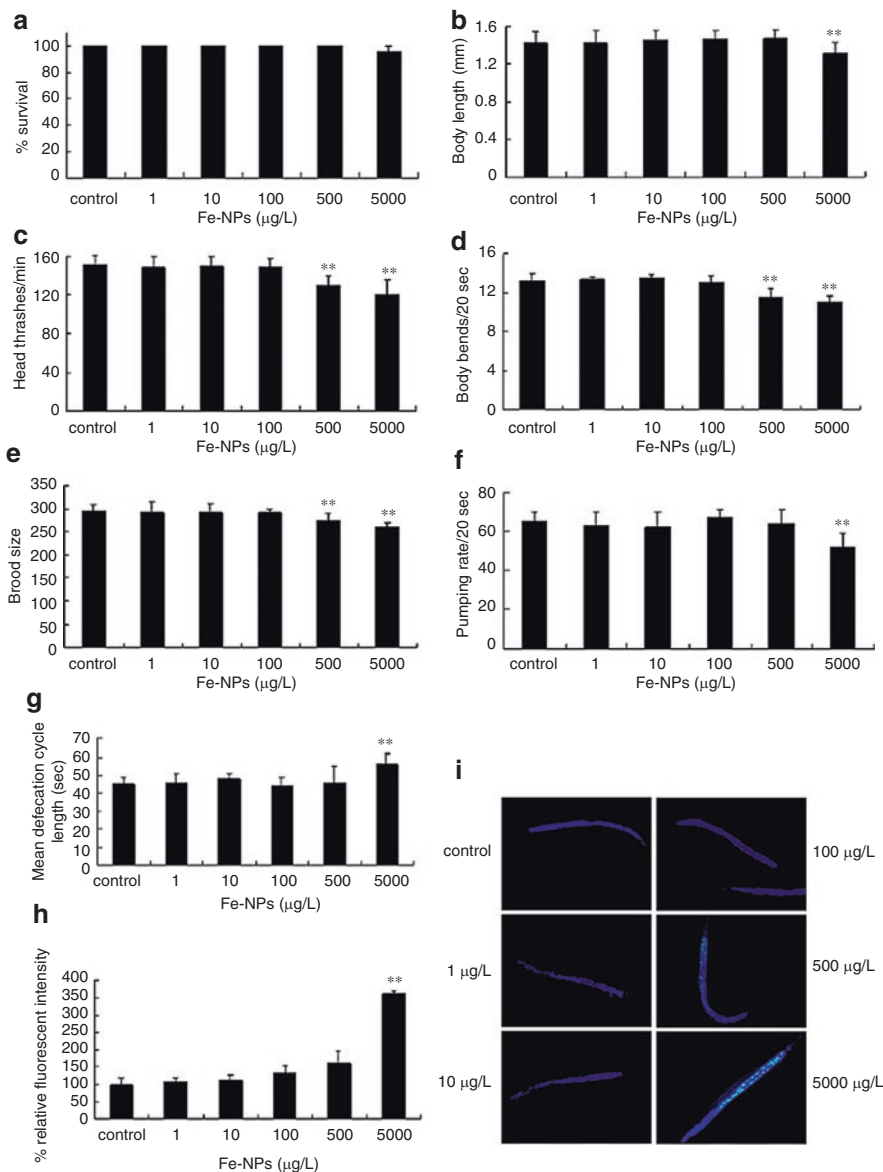 a
100
80
60
40
20
0
% survival
control 1 10 100 500 5000
Fe-NPs (µg/L)
b
1.6
1.2
0.8
0.4
0
Body length (mm)
**
control 1 10 100 500 5000
Fe-NPs (µg/L)
c
160
120
80
40
0
Head thrashes/min
** **
control 1 10 100 500 5000
Fe-NPs (µg/L)
d
16
12
8
4
0
Body bends/20 sec
** **
control 1 10 100 500 5000
Fe-NPs (µg/L)
e
350
300
250
200
150
100
50
0
Brood size
** **
control 1 10 100 500 5000
Fe-NPs (µg/L)
f
80
60
40
20
0
Pumping rate/20 sec
**
control 1 10 100 500 5000
Fe-NPs (µg/L)
g
70
60
50
40
30
20
10
0
Mean defecation cycle
length (sec)
**
control 1 10 100 500 5000
Fe-NPs (µg/L)
h
400
350
300
250
200
150
100
50
0
% relative fluorescent intensity
**
control 1 10 100 500 5000
Fe-NPs (µg/L)
i
control
100 µg/L
1 µg/L
500 µg/L
10 µg/L
5000 µg/L